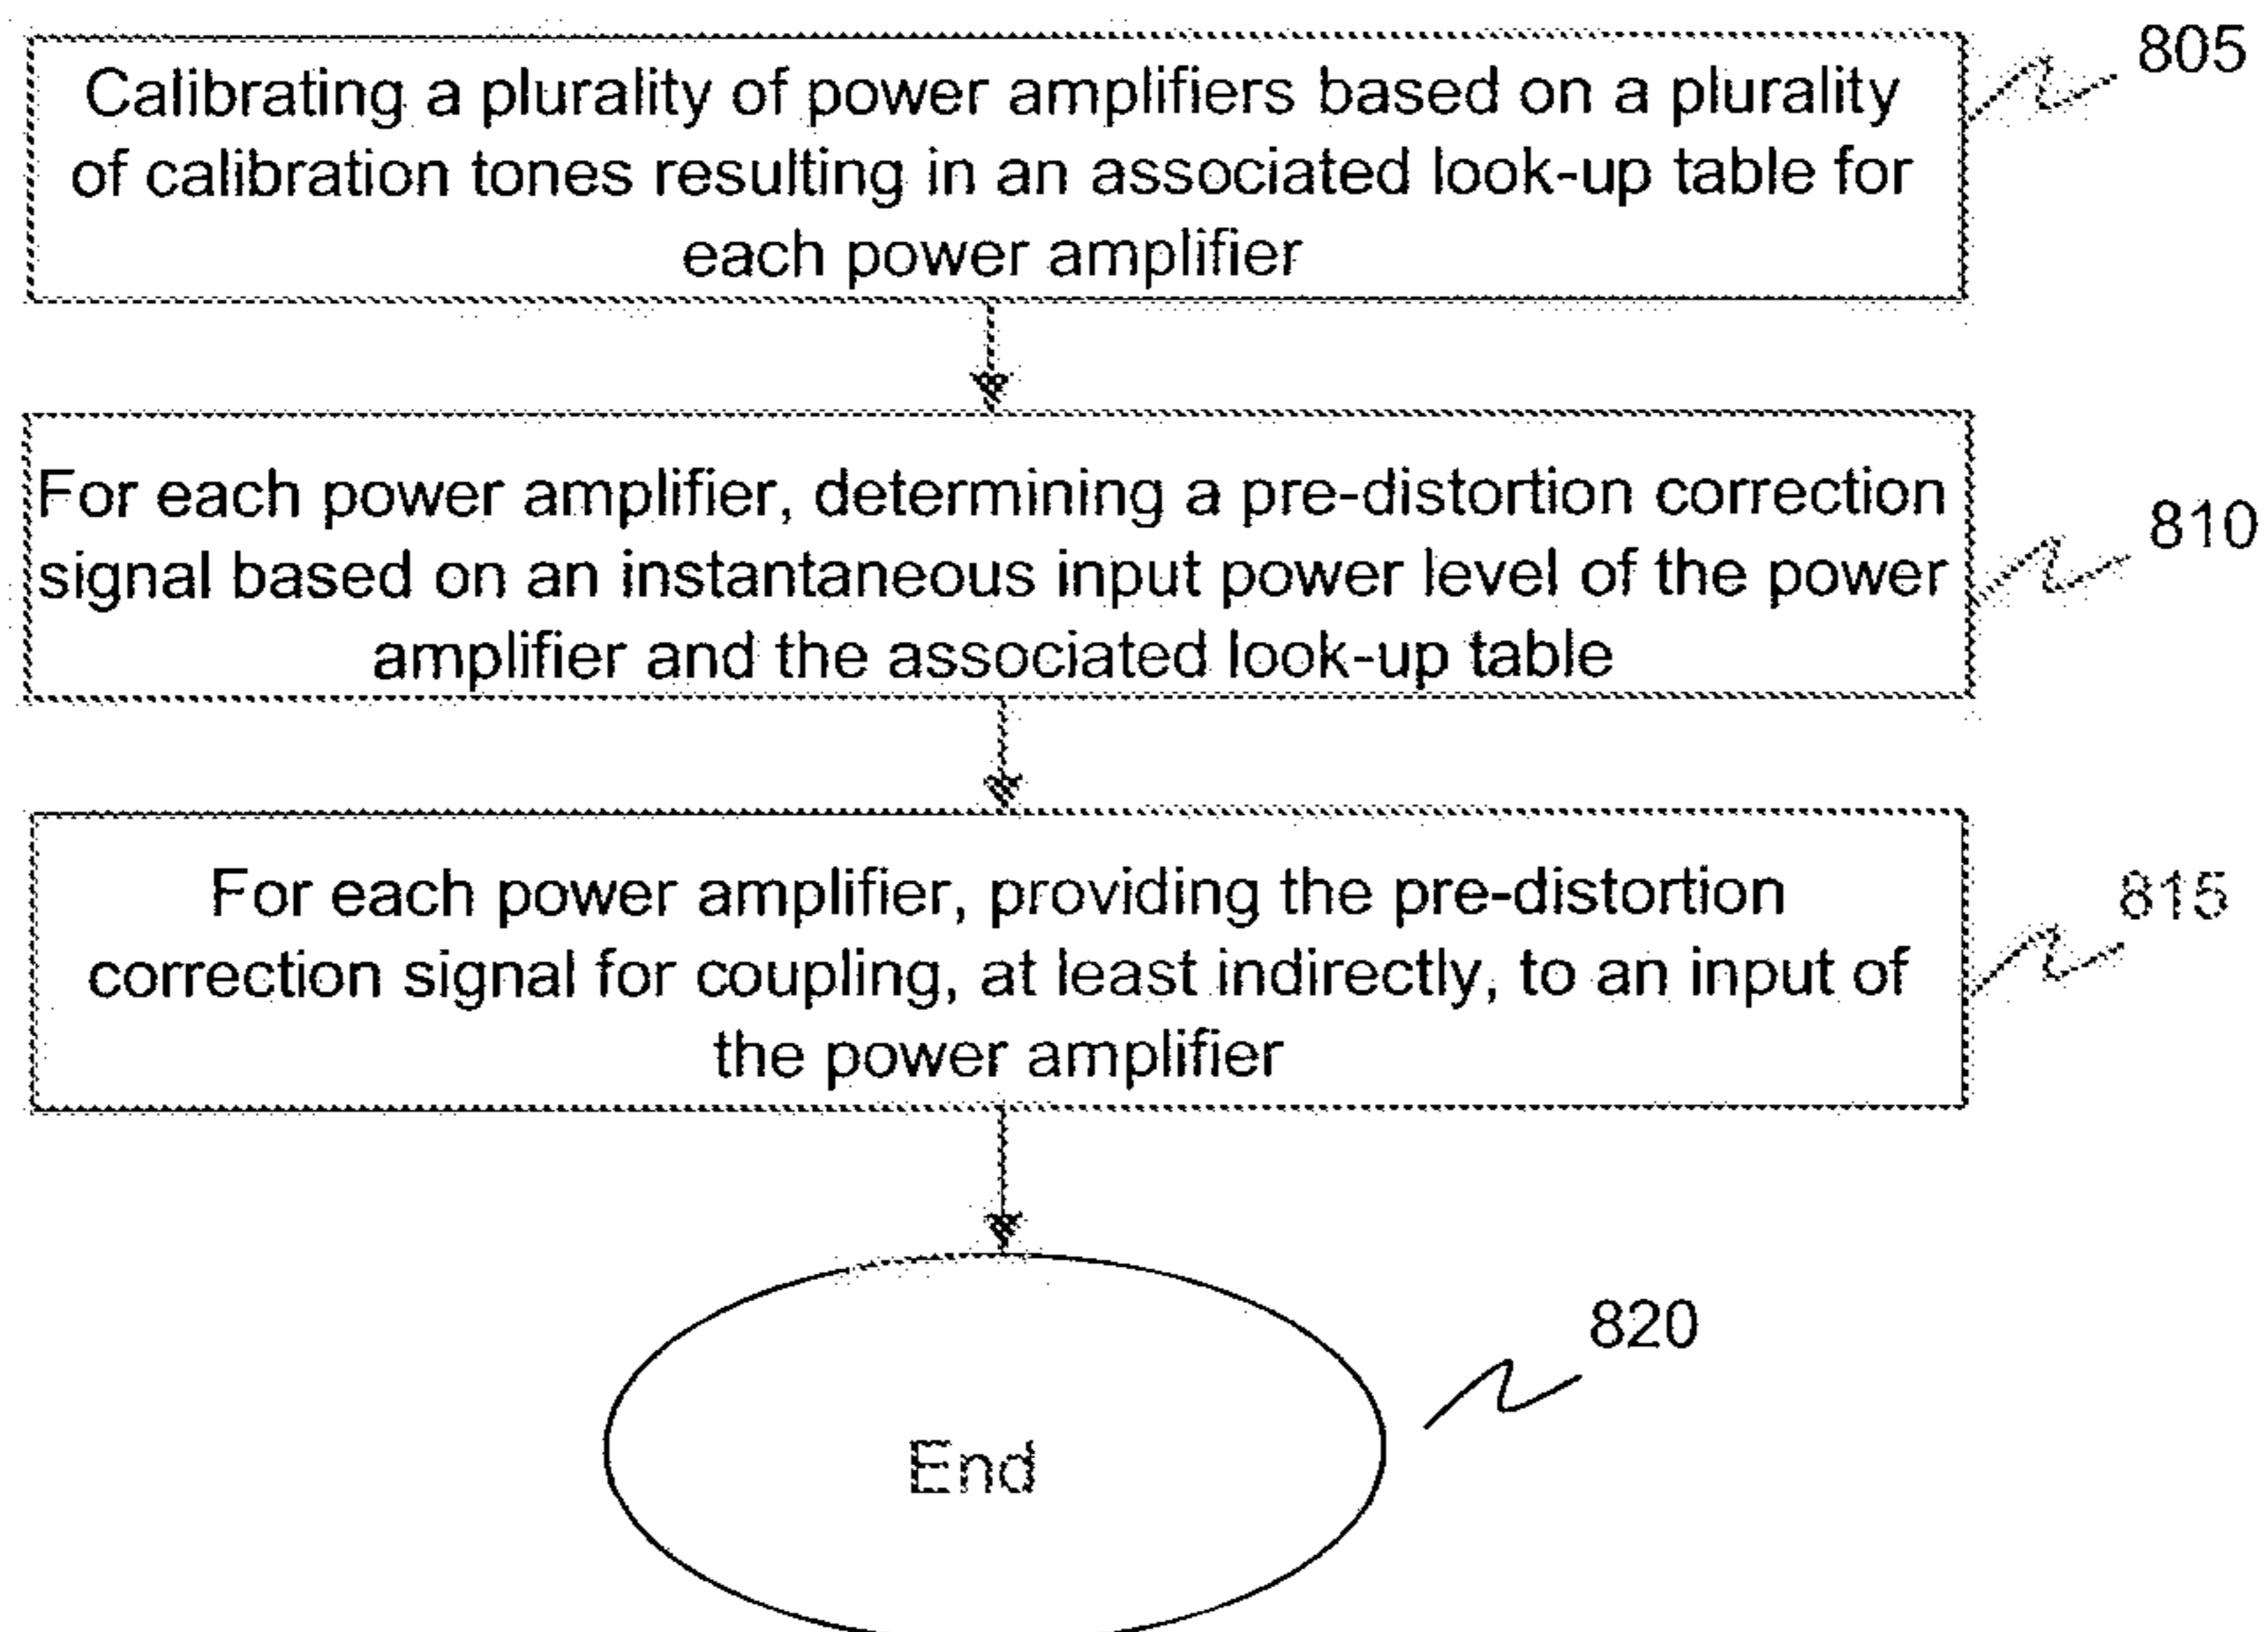 805
Calibrating a plurality of power amplifiers based on a plurality
of calibration tones resulting in an associated look-up table for
each power amplifier
810
For each power amplifier, determining a pre-distortion correction
signal based on an instantaneous input power level of the power
amplifier and the associated look-up table
815
For each power amplifier, providing the pre-distortion
correction signal for coupling, at least indirectly, to an input of
the power amplifier
820
End